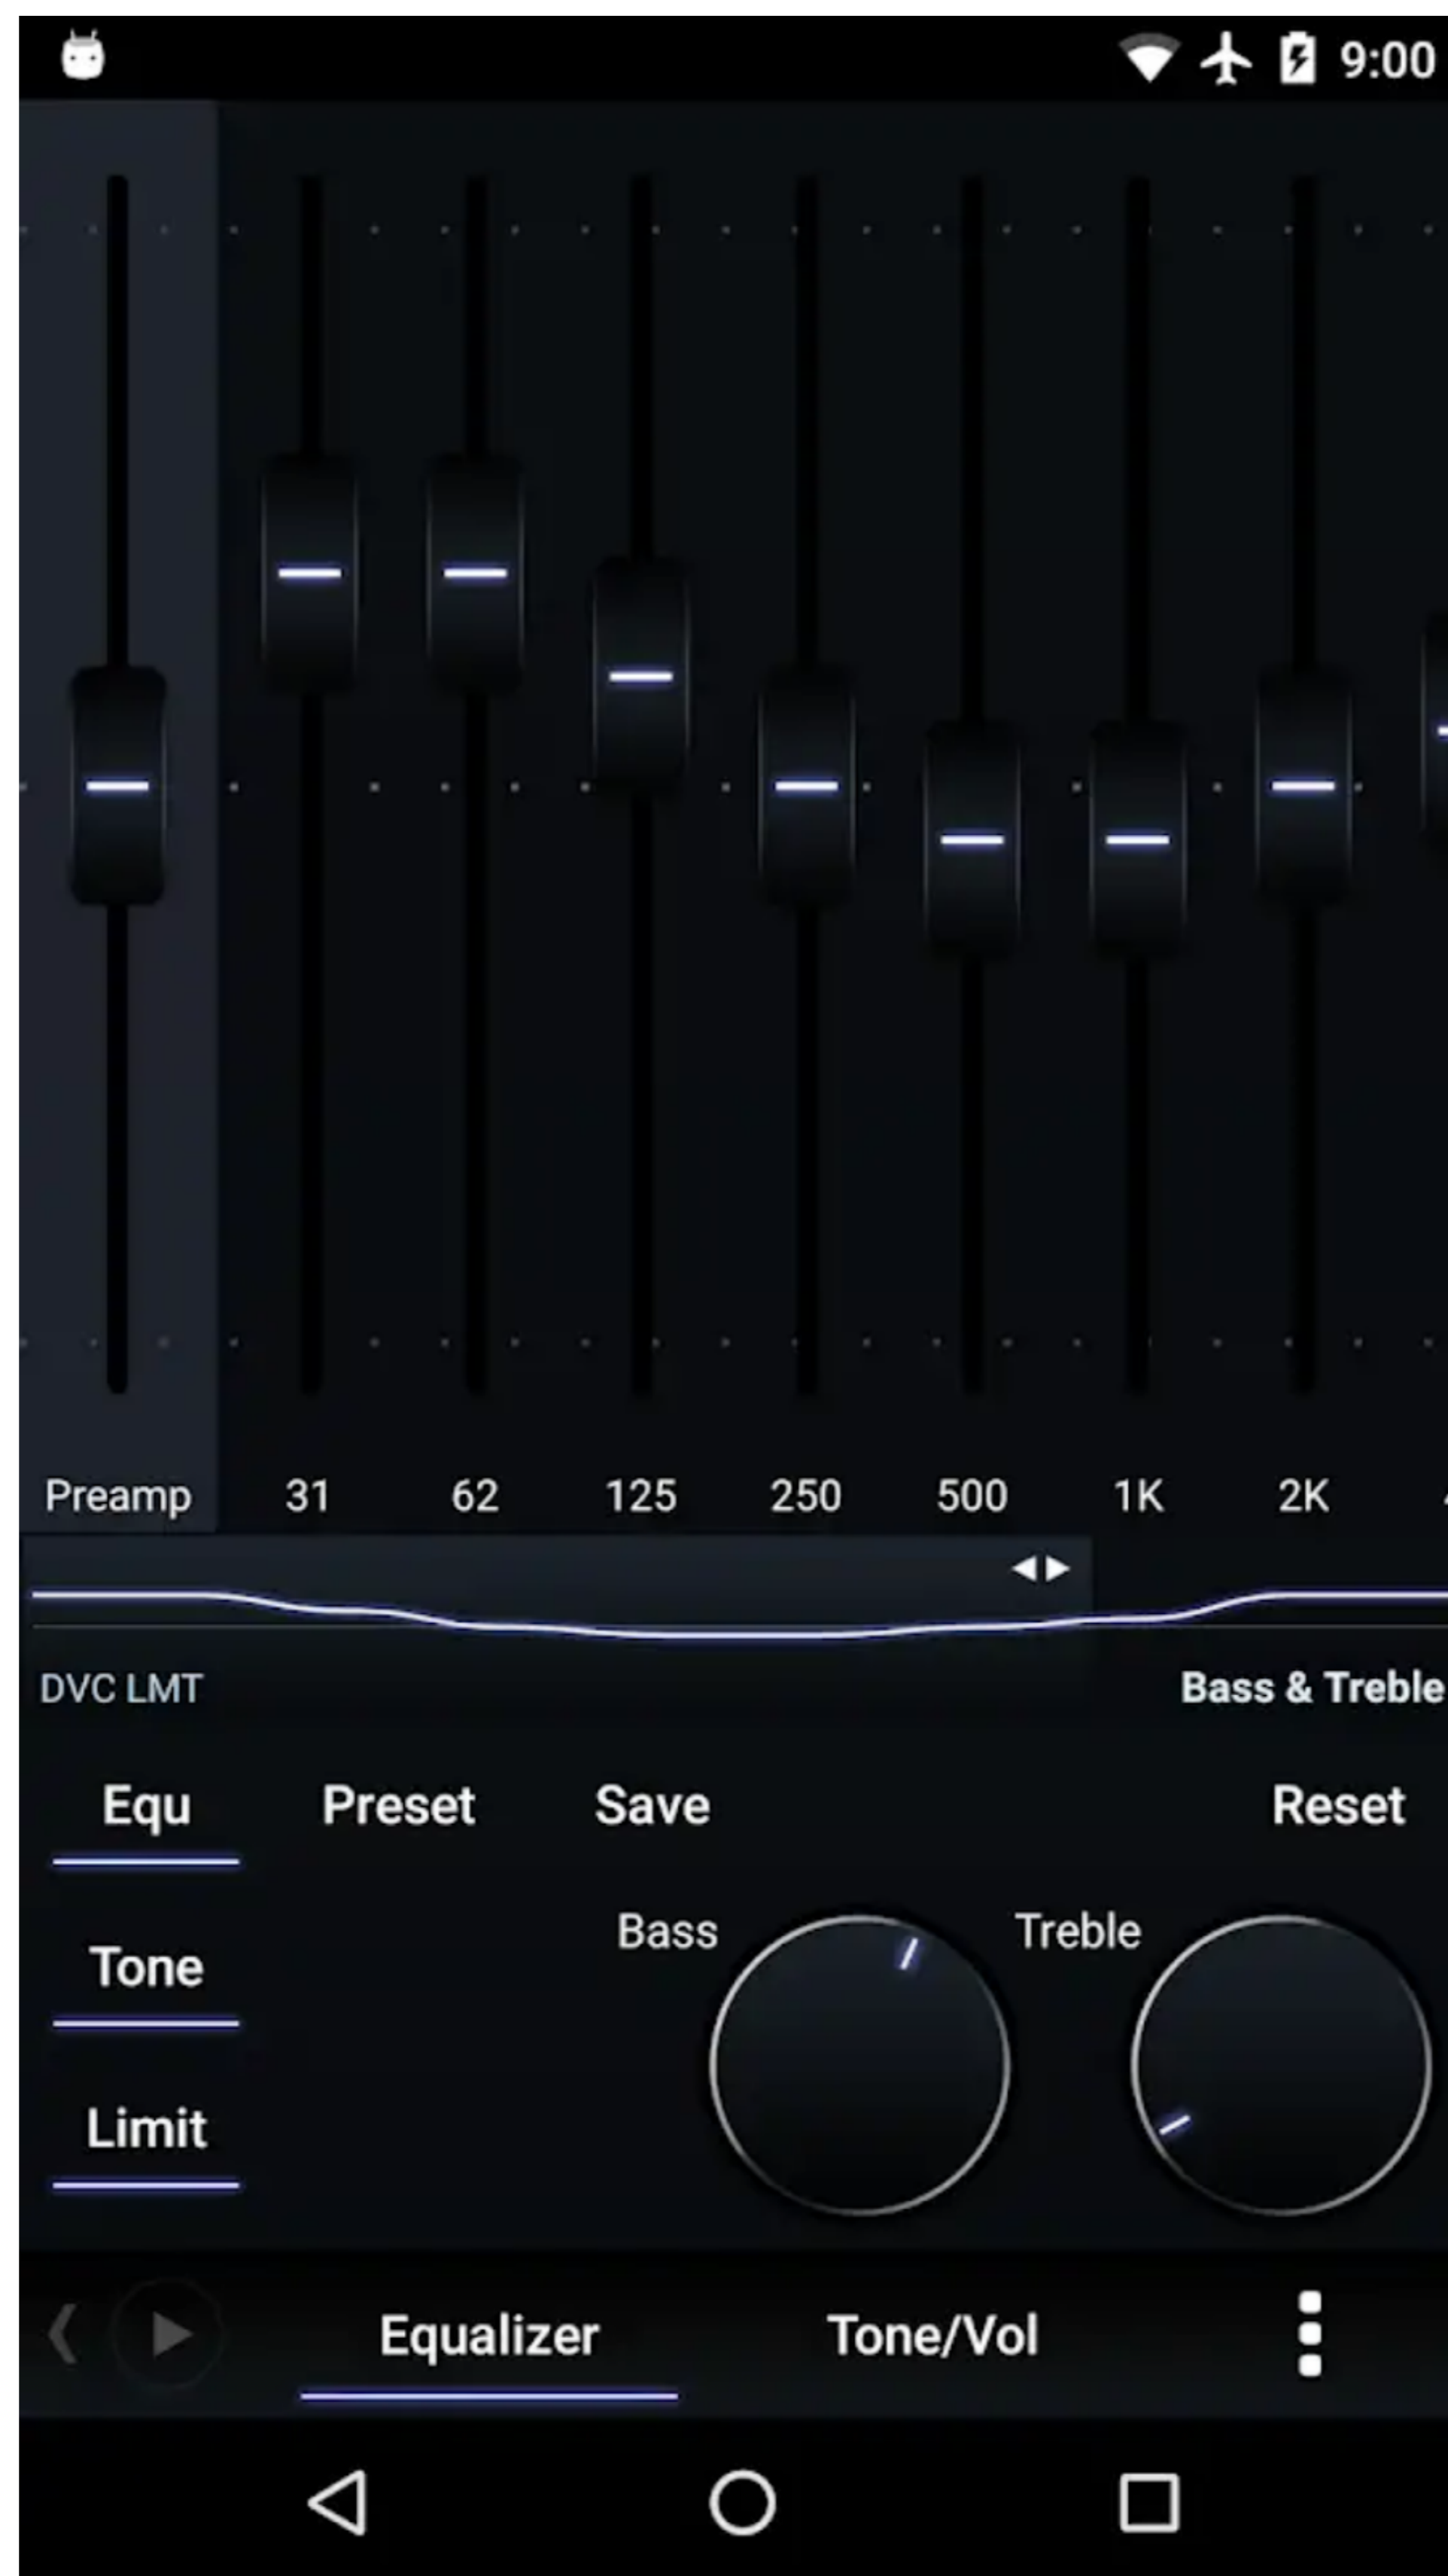 9:00
Preamp 31 62 125 250 500 1K 2K
DVC LMT Bass & Treble
Equ Preset Save Reset
Bass Treble
Tone
Limit
Equalizer Tone/Vol